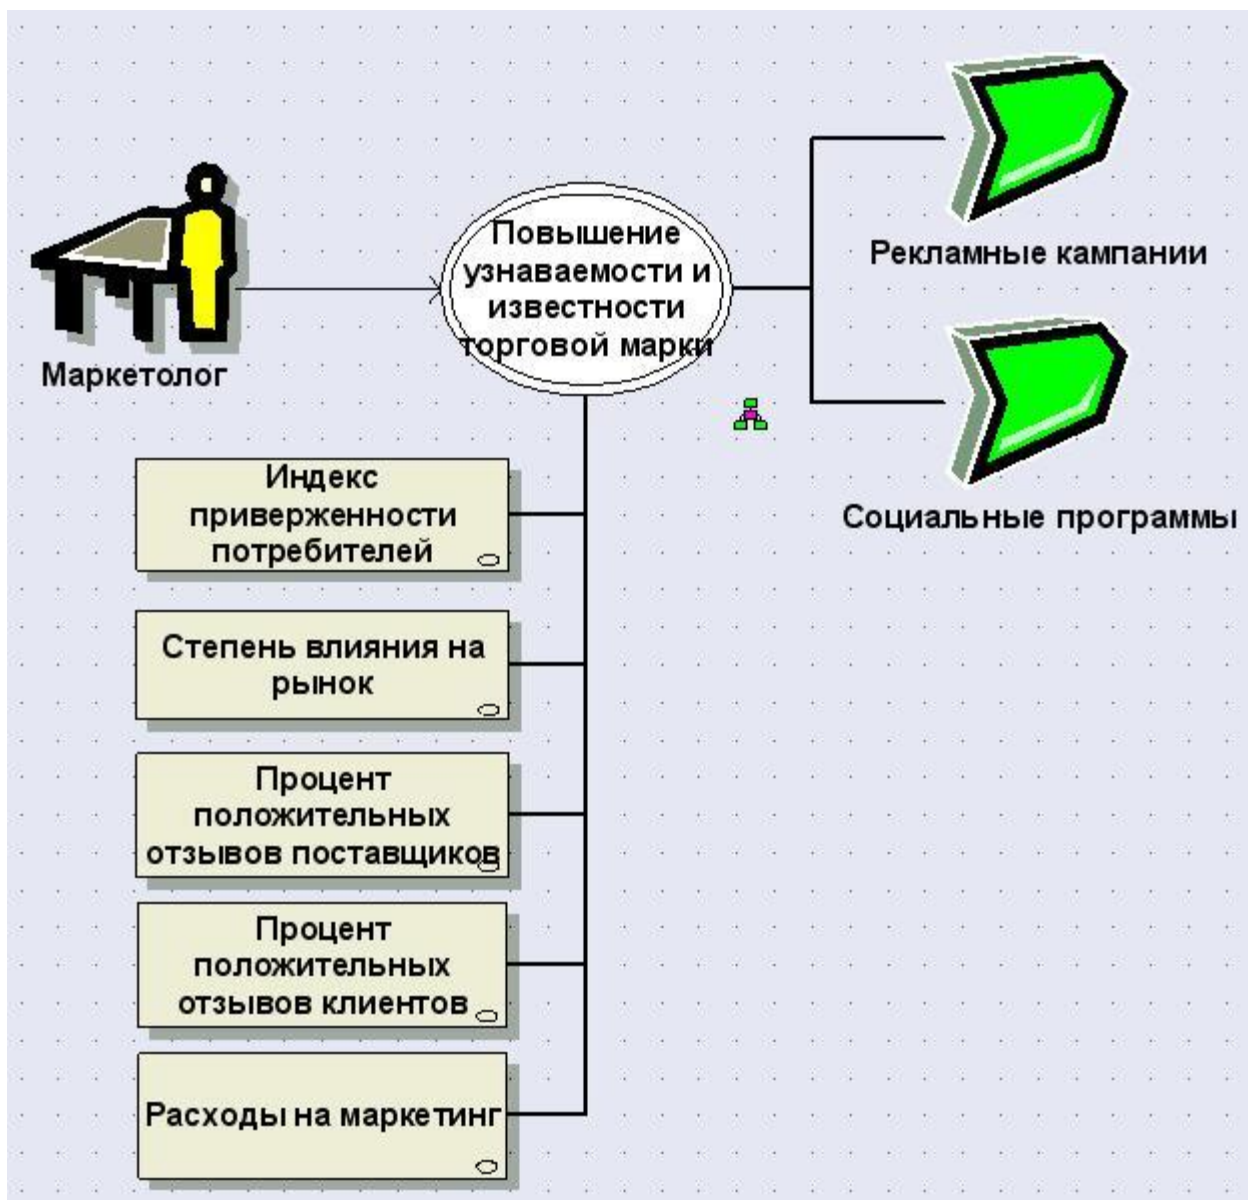 Повышение
узнаваемости и
известности
торговой марки
Маркетолог
Рекламные кампании
Социальные программы
Индекс
приверженности
потребителей
Степень влияния на
рынок
Процент
положительных
отзывов поставщиков
Процент
положительных
отзывов клиентов
Расходы на маркетинг